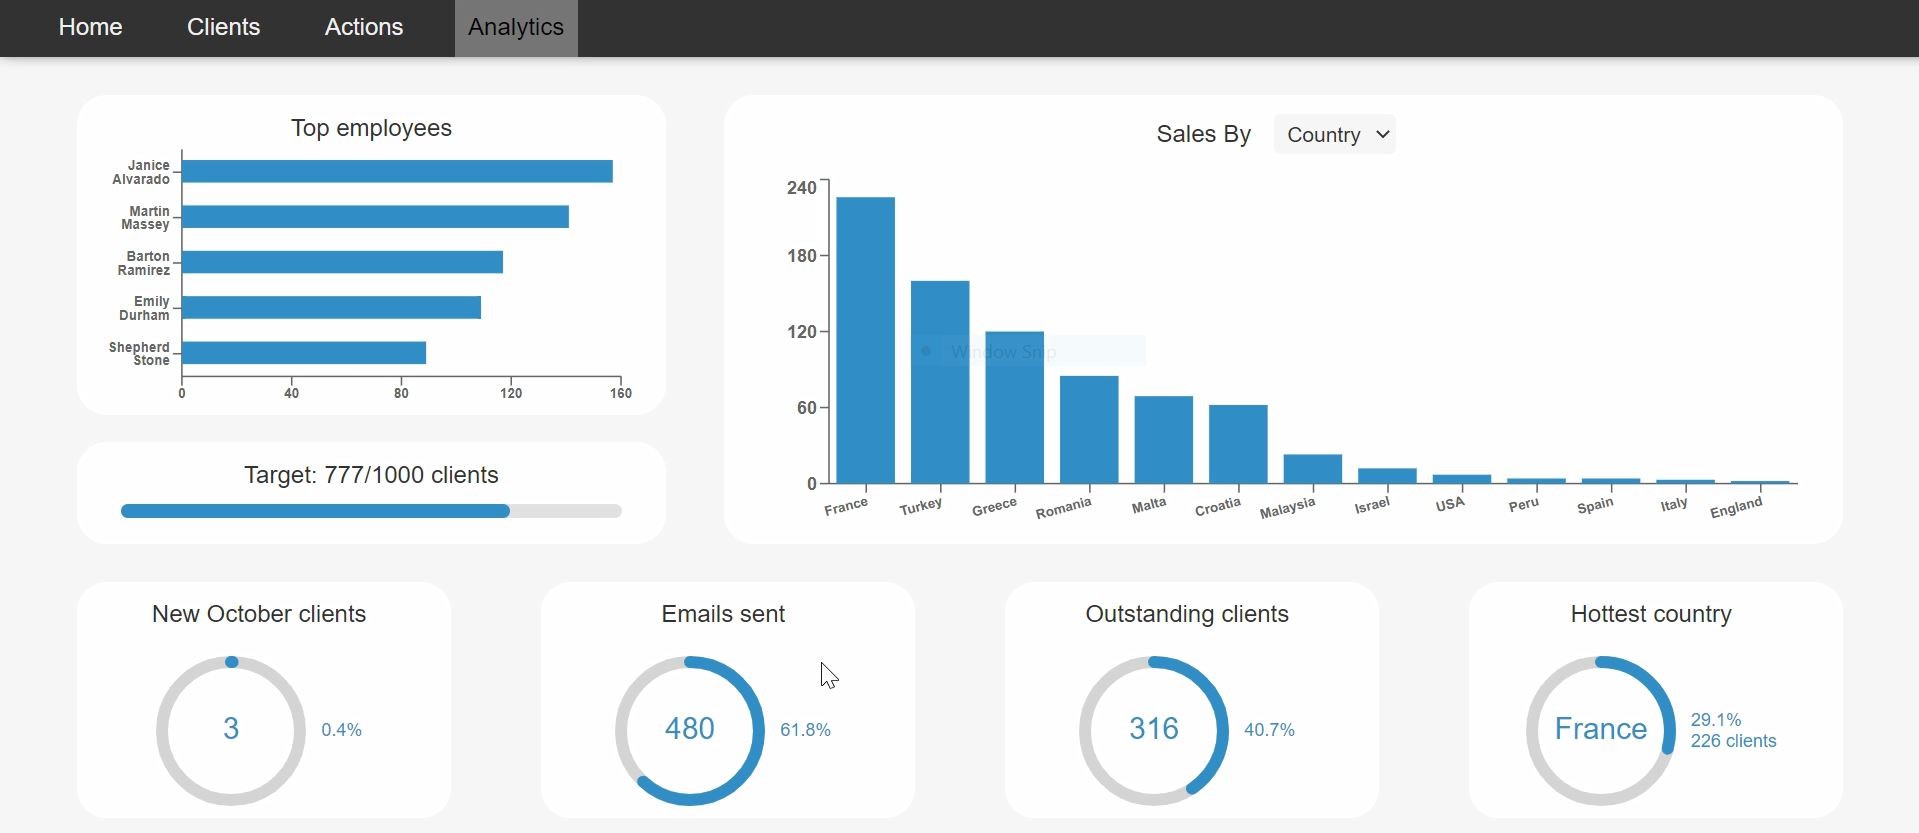 Home Clients Actions Analytics
Top employees
Janice
Alvarado
Martin
Massey
Barton
Ramirez
Emily
Durham
Shepherd
Stone
0 40 80 120 160
Target: 777/1000 clients
Sales By Country
240
180
120
60
0
Window Snip
France Turkey Greece Romania Malta Croatia Malaysia Israel USA Peru Spain Italy England
New October clients
3 0.4%
Emails sent
480 61.8%
Outstanding clients
316 40.7%
Hottest country
France 29.1%
226 clients